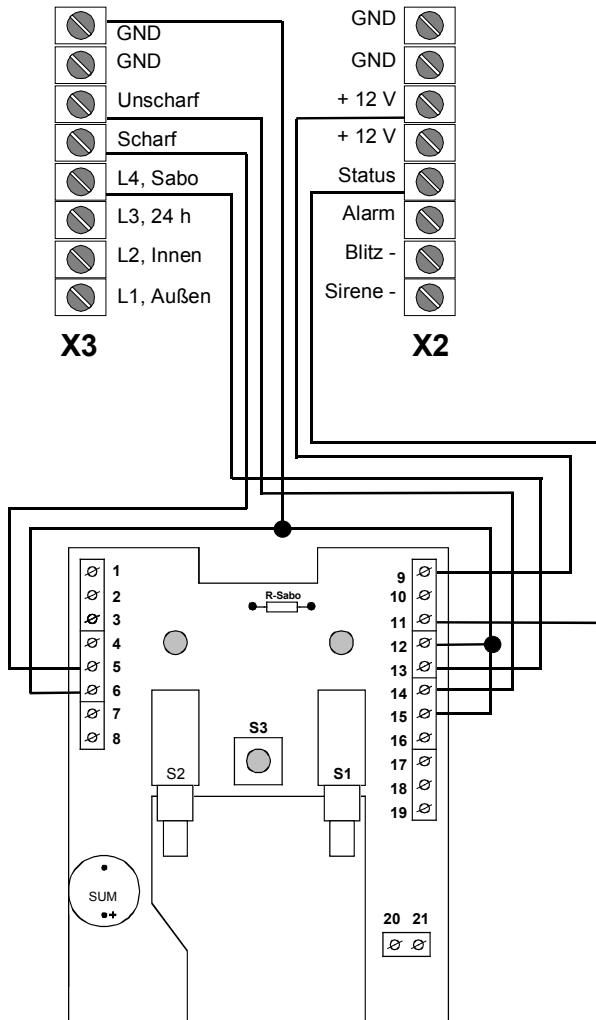 GND
GND
Unscharf
Scharf
L4, Sabo
L3, 24 h
L2, Innen
L1, Außen
X3
GND
GND
+ 12 V
+ 12 V
Status
Alarm
Blitz -
Sirene -
X2
1
2
3
4
5
6
7
8
R-Sabo
S3
S2
S1
9
10
11
12
13
14
15
16
17
18
19
SUM
+
20 21